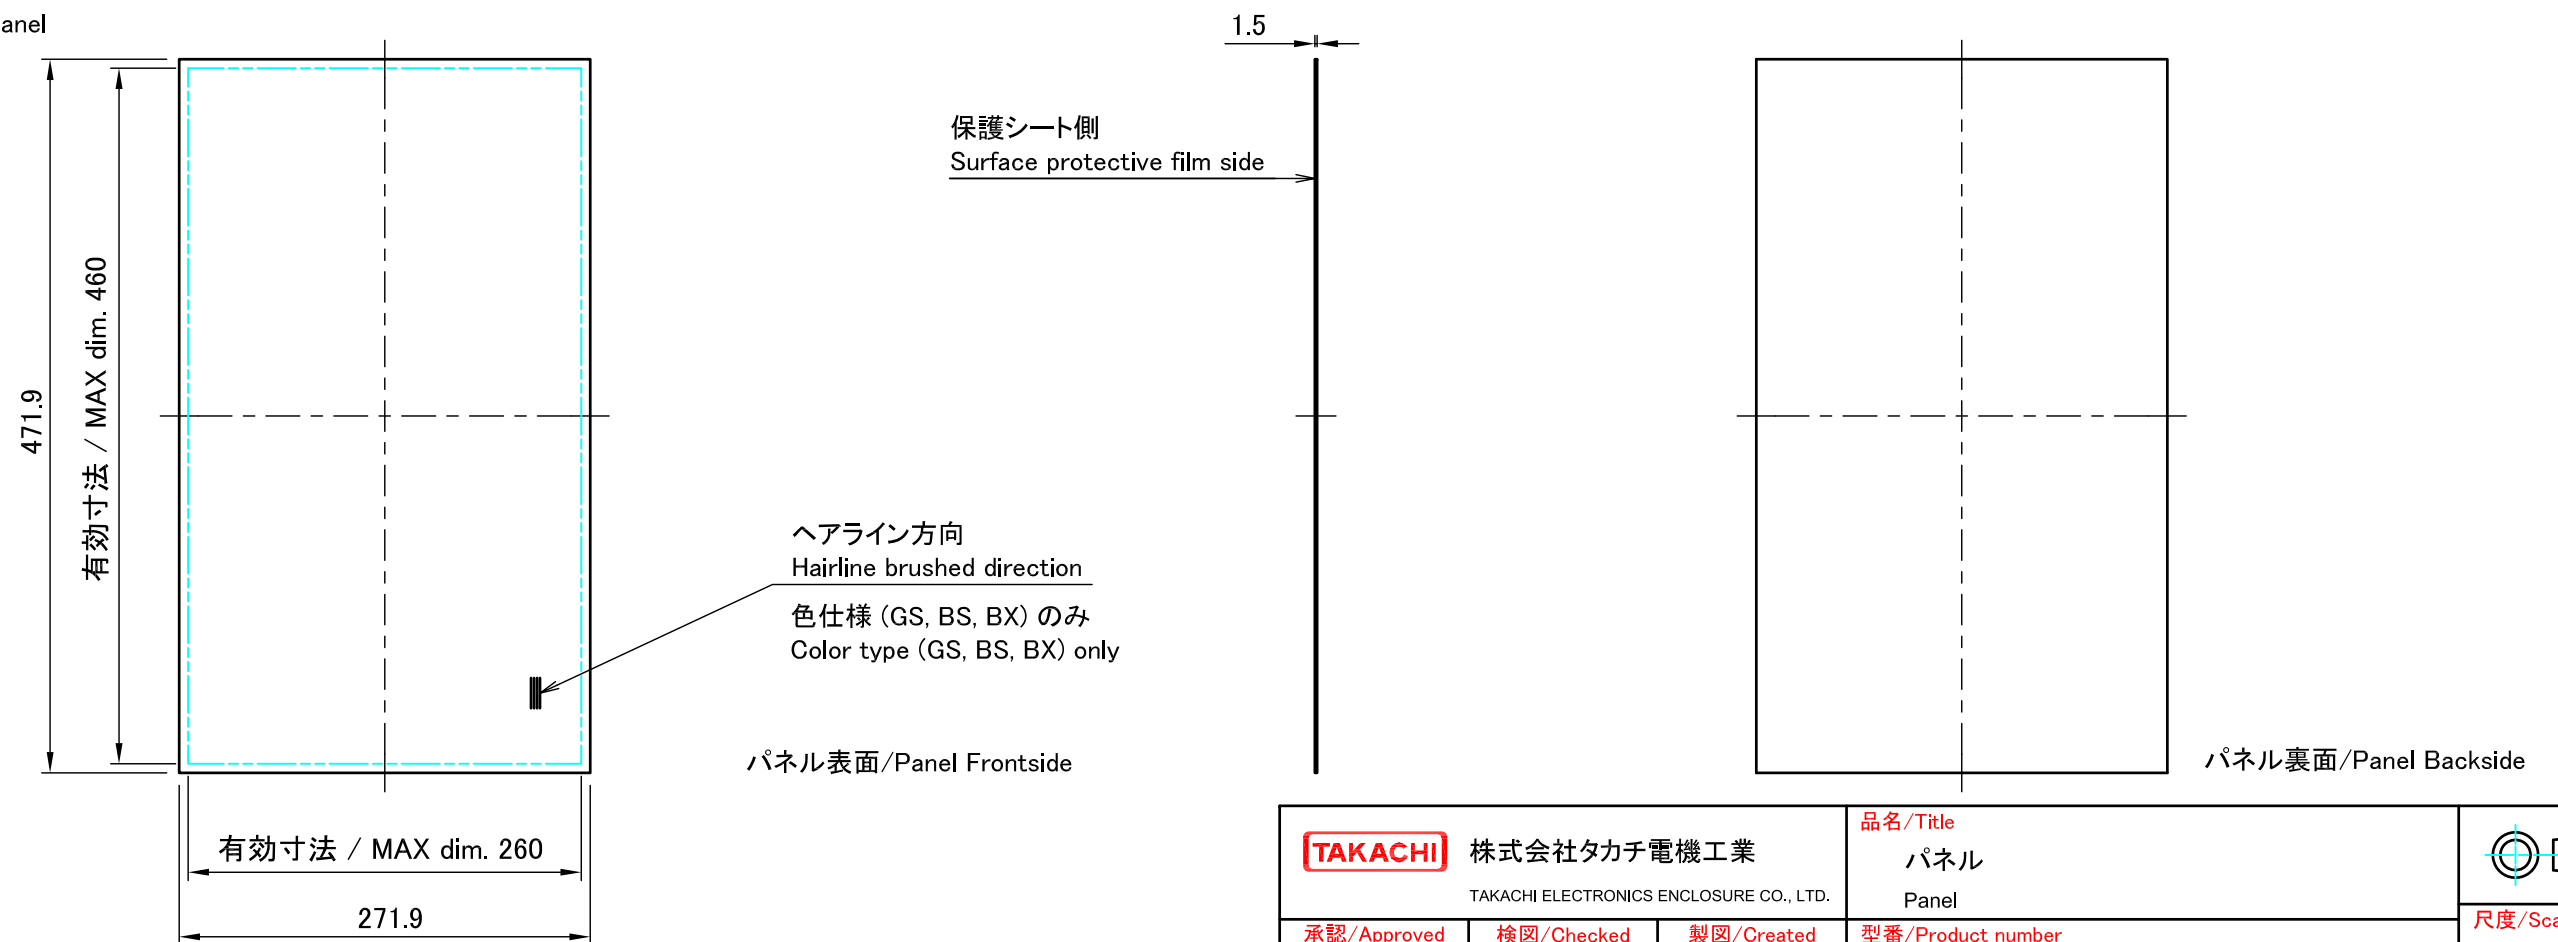 anel
1.5
保護シート側
Surface protective film side
471.9
有効寸法 / MAX dim. 460
ヘアライン方向
Hairline brushed direction
色仕様 (GS, BS, BX) のみ
Color type (GS, BS, BX) only
パネル表面/Panel Frontside
パネル裏面/Panel Backside
有効寸法 / MAX dim. 260
271.9
TAKACHI
株式会社タカチ電機工業
TAKACHI ELECTRONICS ENCLOSURE CO., LTD.
品名/Title
パネル
Panel
承認/Approved
検図/Checked
製図/Created
型番/Product number
尺度/Sca